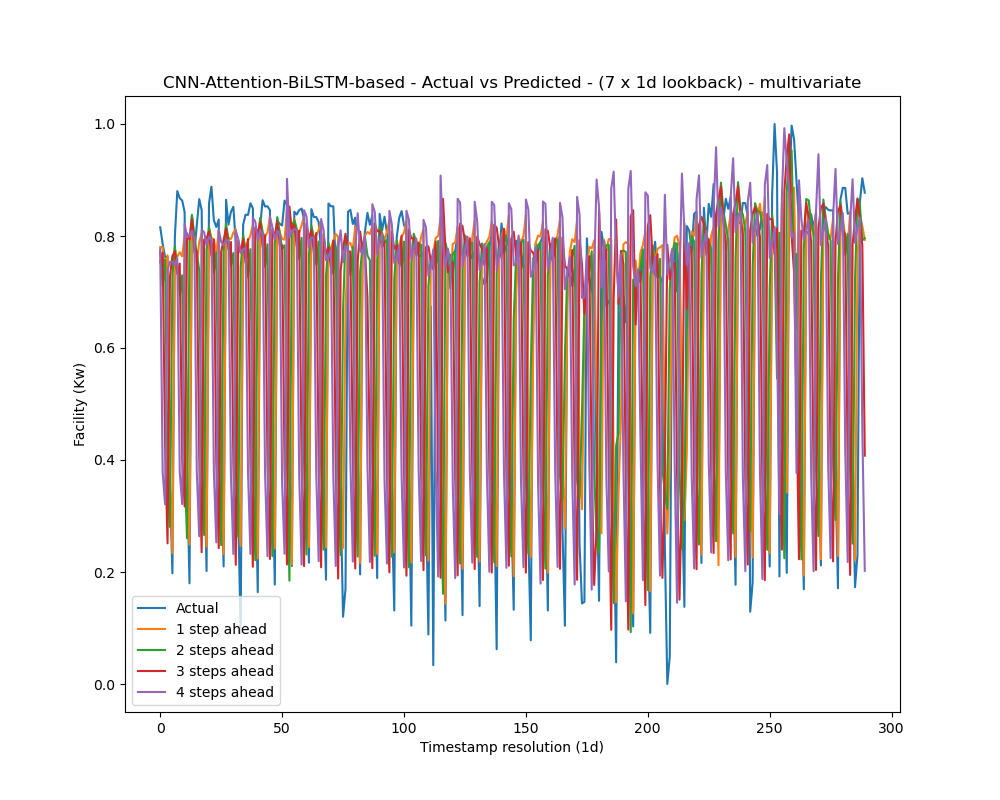 CNN-Attention-BiLSTM-based - Actual vs Predicted - (7 x 1d lookback) - multivariate
1.0
0.8
0.6
0.4
0.2
0.0
Facility (Kw)
Actual
1 step ahead
2 steps ahead
3 steps ahead
4 steps ahead
0
50
100
150
200
250
300
Timestamp resolution (1d)